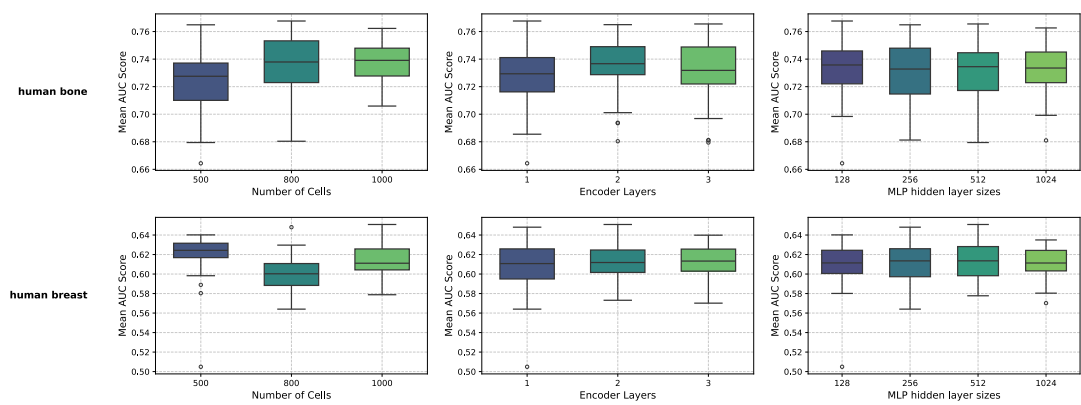 human bone
Mean AUC Score
0.76
0.74
0.72
0.70
0.68
0.66
500 800 1000
Number of Cells
Mean AUC Score
0.76
0.74
0.72
0.70
0.68
0.66
1 2 3
Encoder Layers
Mean AUC Score
0.76
0.74
0.72
0.70
0.68
0.66
128 256 512 1024
MLP hidden layer sizes
human breast
Mean AUC Score
0.64
0.62
0.60
0.58
0.56
0.54
0.52
0.50
500 800 1000
Number of Cells
Mean AUC Score
0.64
0.62
0.60
0.58
0.56
0.54
0.52
0.50
1 2 3
Encoder Layers
Mean AUC Score
0.64
0.62
0.60
0.58
0.56
0.54
0.52
0.50
128 256 512 1024
MLP hidden layer sizes